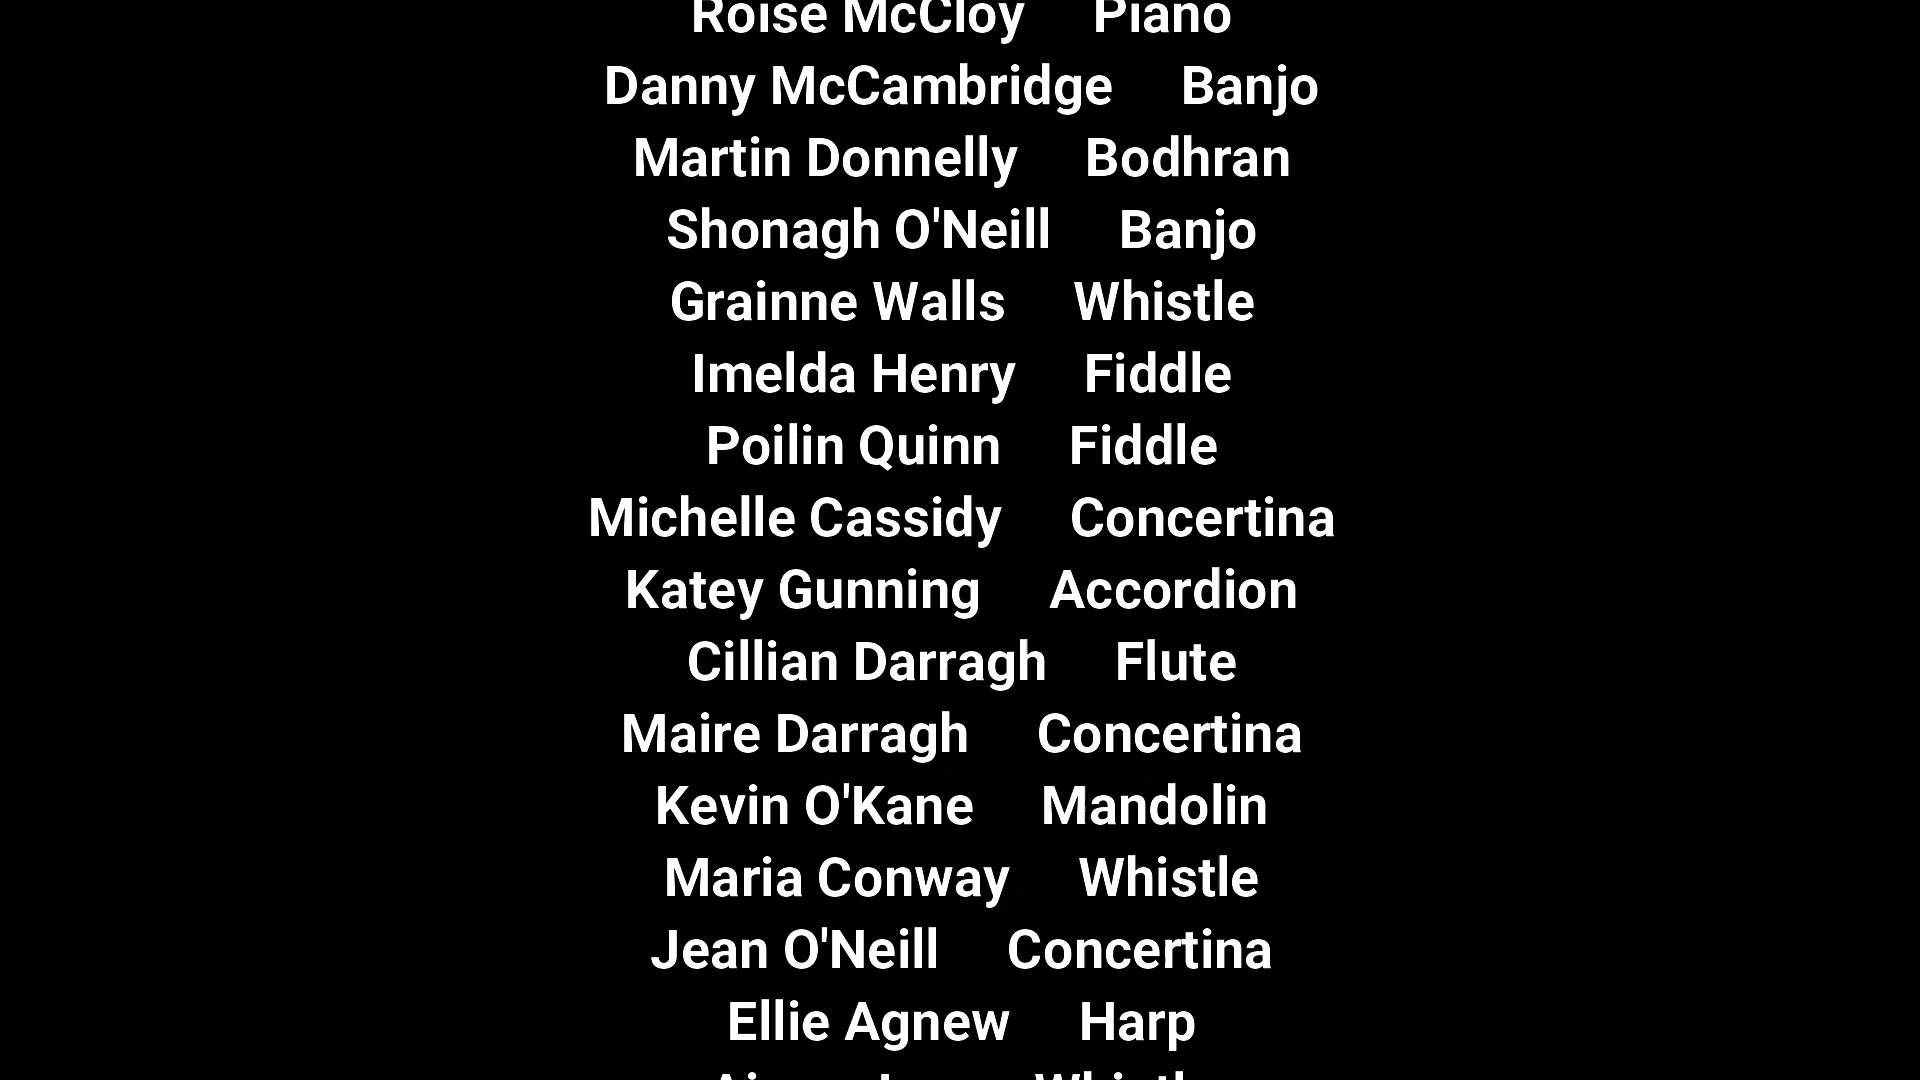 Roise McCloy Piano
Danny McCambridge Banjo
Martin Donnelly Bodhran
Shonagh O'Neill Banjo
Grainne Walls Whistle
Imelda Henry Fiddle
Poilin Quinn Fiddle
Michelle Cassidy Concertina
Katey Gunning Accordion
Cillian Darragh Flute
Maire Darragh Concertina
Kevin O'Kane Mandolin
Maria Conway Whistle
Jean O'Neill Concertina
Ellie Agnew Harp
Whistle